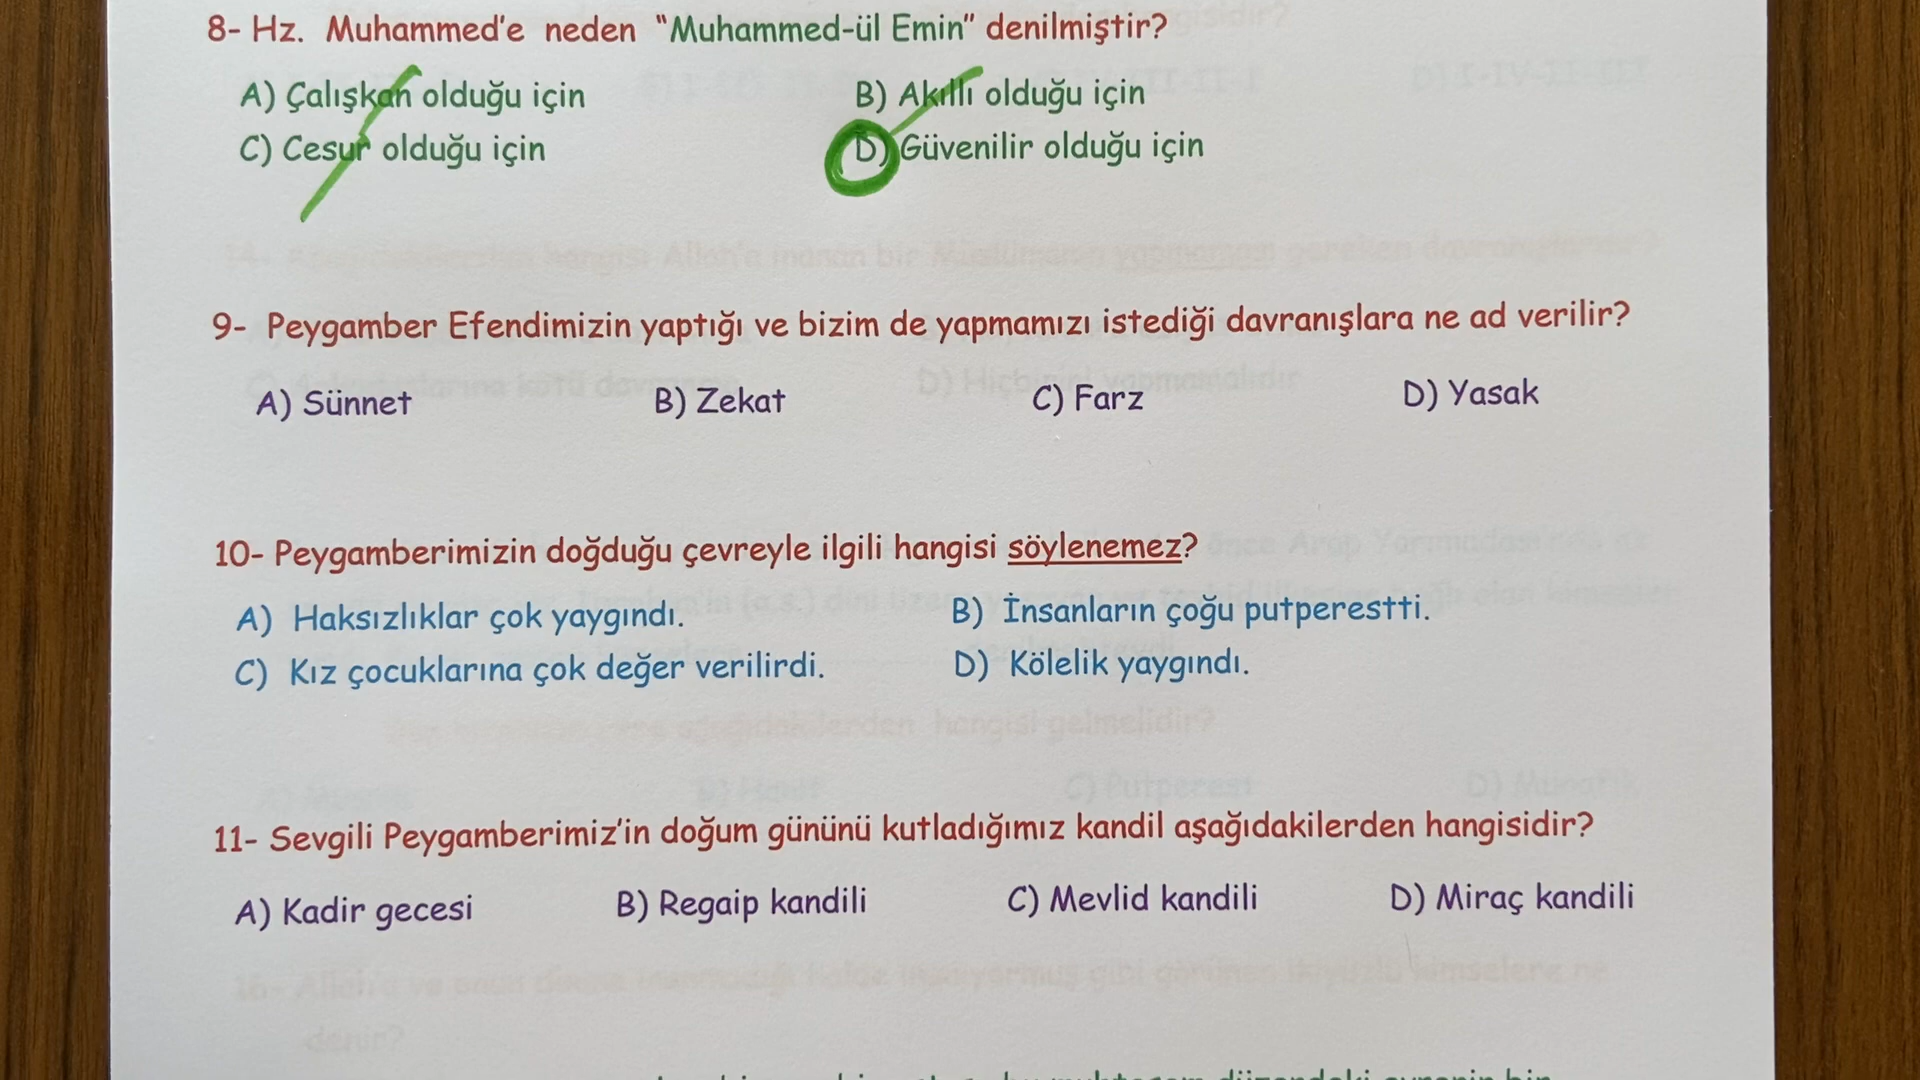 8- Hz. Muhammed'e neden "Muhammed-ül Emin" denilmiştir?
A) Çalışkan olduğu için B) Akıllı olduğu için
C) Cesur olduğu için D) Güvenilir olduğu için
9- Peygamber Efendimizin yaptığı ve bizim de yapmamızı istediği davranışlara ne ad verilir?
A) Sünnet B) Zekat C) Farz D) Yasak
10- Peygamberimizin doğduğu çevreyle ilgili hangisi söylenemez?
A) Haksızlıklar çok yaygındı. B) İnsanların çoğu putperestti.
C) Kız çocuklarına çok değer verilirdi. D) Kölelik yaygındı.
11- Sevgili Peygamberimiz'in doğum gününü kutladığımız kandil aşağıdakilerden hangisidir?
A) Kadir gecesi B) Regaip kandili C) Mevlid kandili D) Miraç kandili